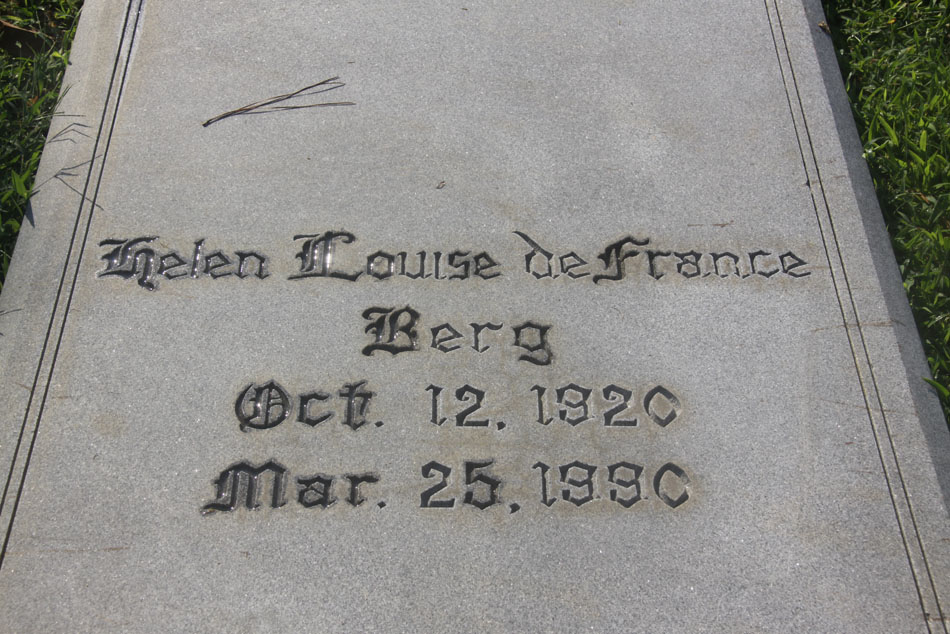 Helen Louise deFrance
Berg
Oct. 12, 1920
Mar. 25, 1990